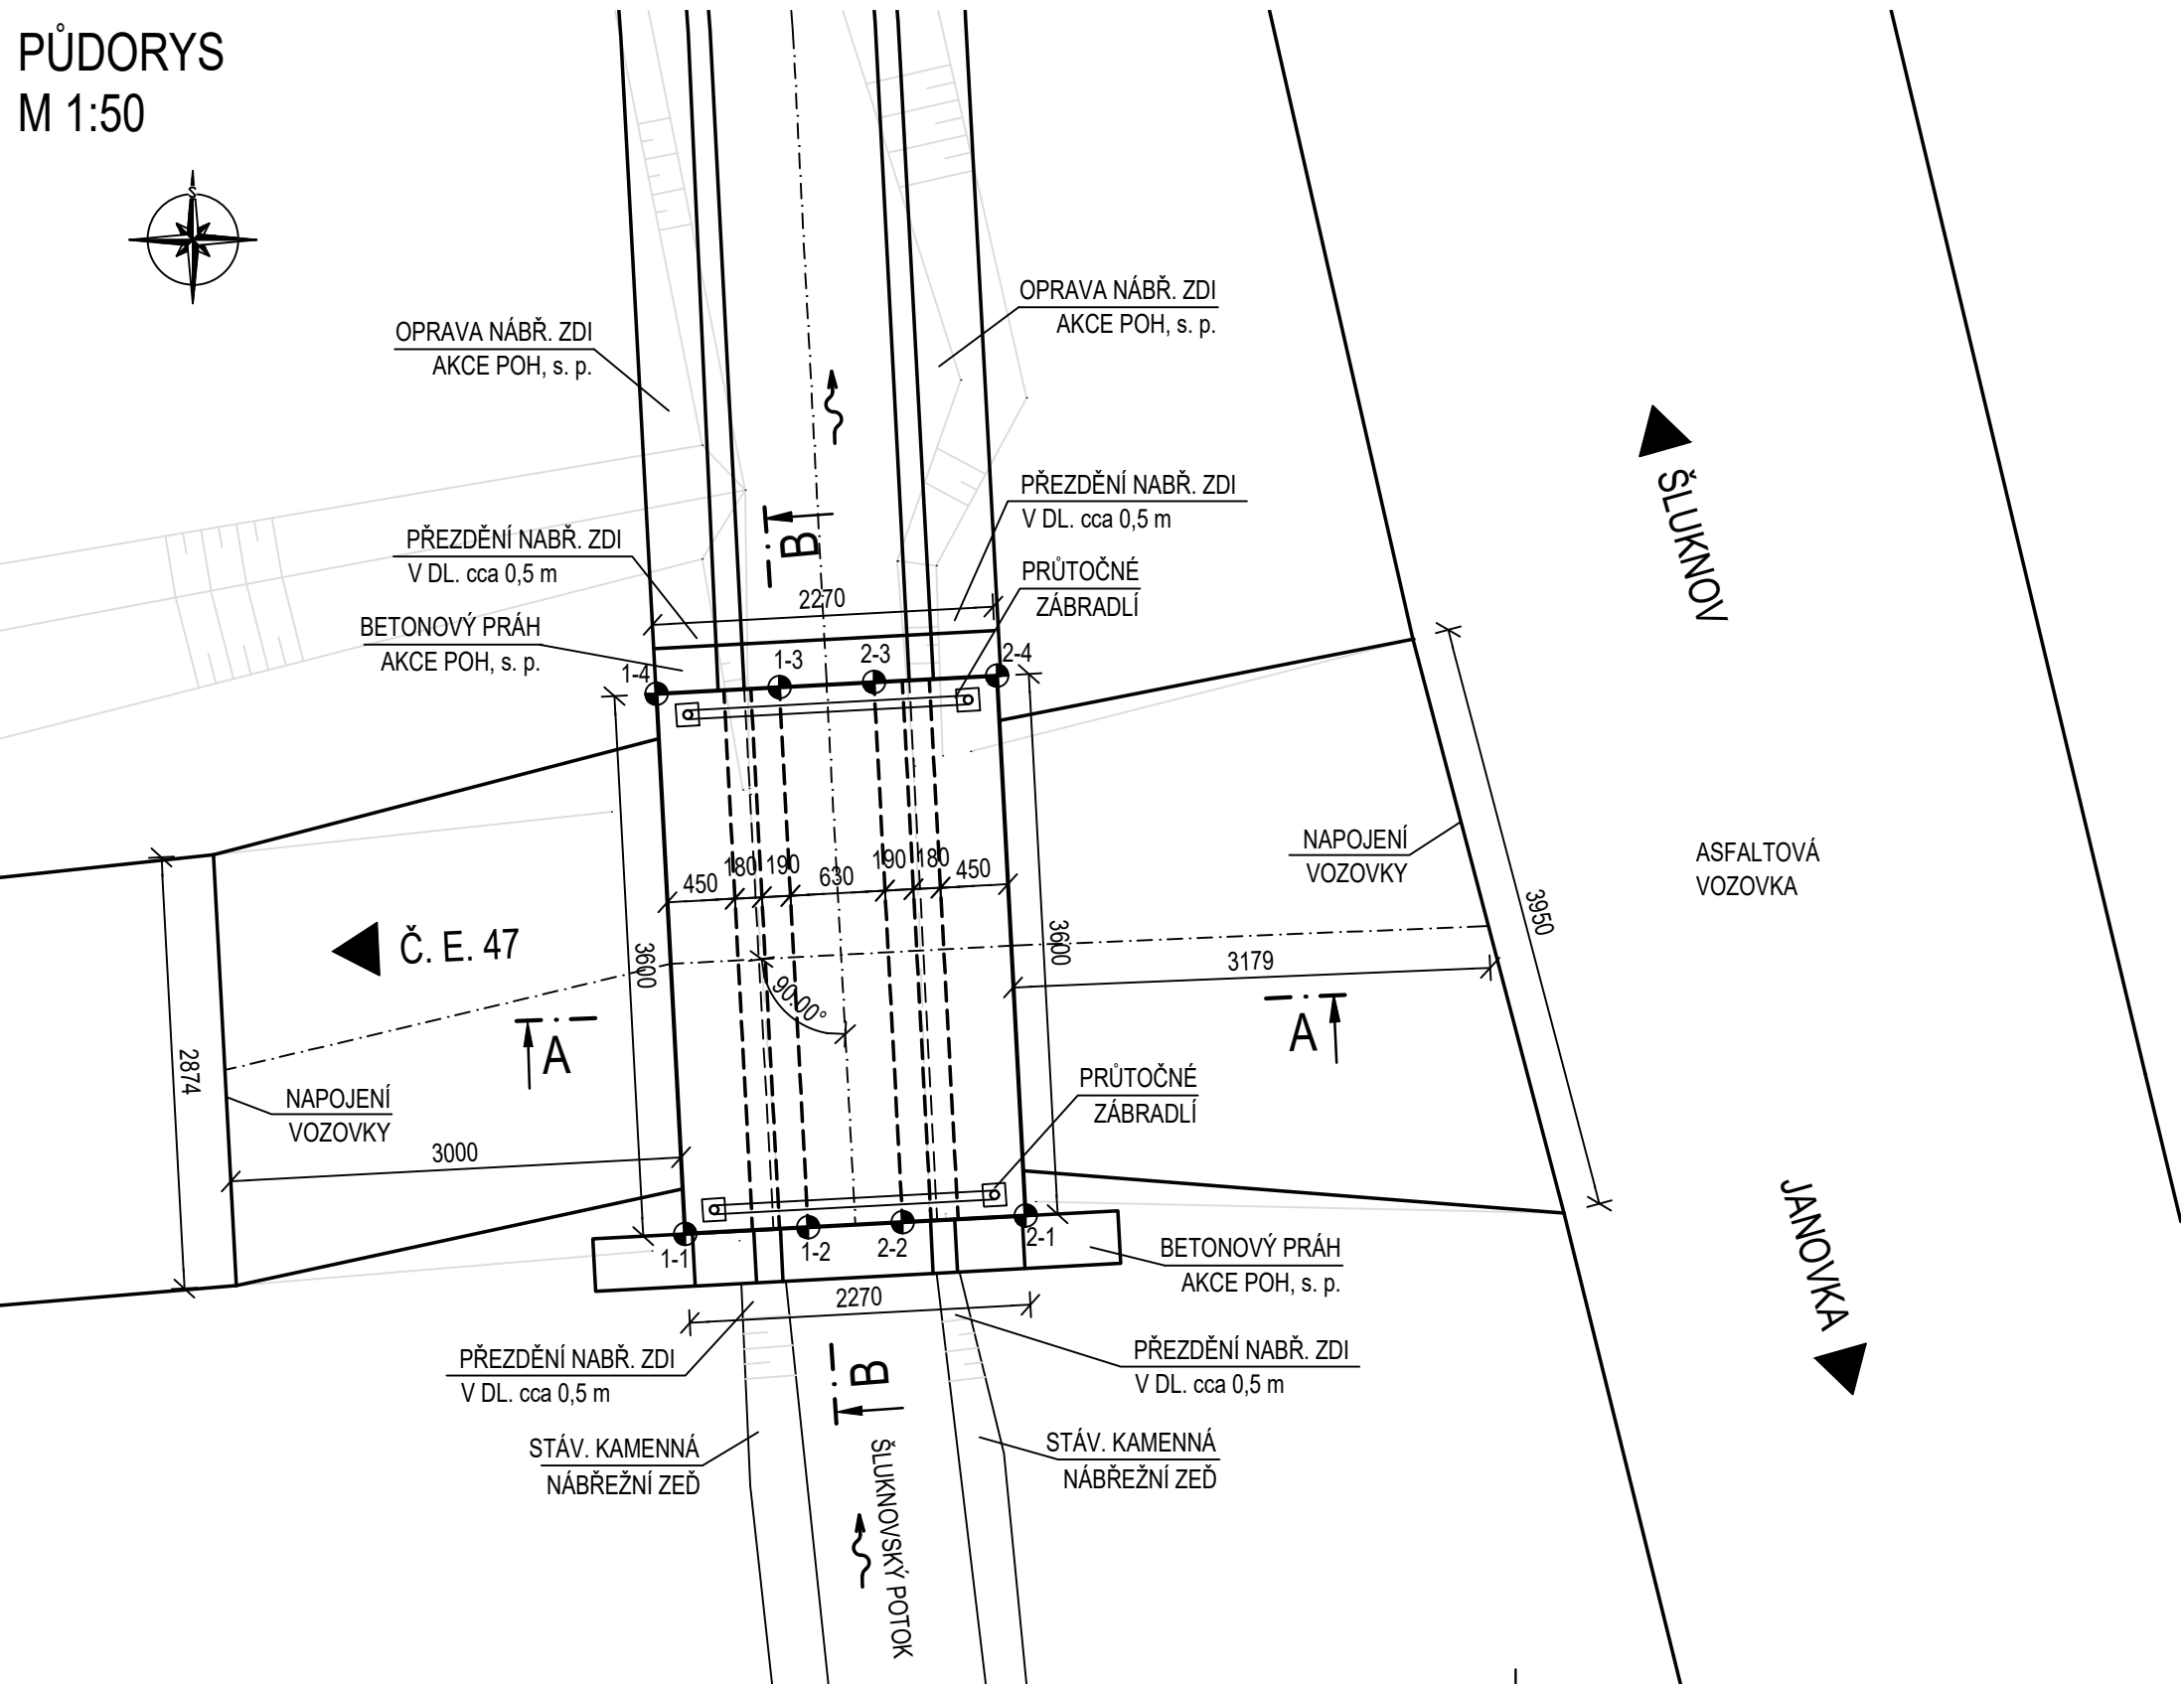 PŮDORYS
M 1:50
S
OPRAVA NÁBŘ. ZDI
AKCE POH, s. p.
OPRAVA NÁBŘ. ZDI
AKCE POH, s. p.
ŠLUKNOV
PŘEZDĚNÍ NABŘ. ZDI
V DL. cca 0,5 m
PŘEZDĚNÍ NABŘ. ZDI
V DL. cca 0,5 m
B
PRŮTOČNÉ
ZÁBRADLÍ
2270
BETONOVÝ PRÁH
AKCE POH, s. p.
1-4
1-3
2-3
2-4
NAPOJENÍ
VOZOVKY
ASFALTOVÁ
VOZOVKA
450
180
190
630
190
180
450
3950
Č. E. 47
3600
3600
3179
90.00°
A
A
2874
NAPOJENÍ
VOZOVKY
3000
PRŮTOČNÉ
ZÁBRADLÍ
1-1
1-2
2-2
2-1
BETONOVÝ PRÁH
AKCE POH, s. p.
JANOVKA
2270
PŘEZDĚNÍ NABŘ. ZDI
V DL. cca 0,5 m
PŘEZDĚNÍ NABŘ. ZDI
V DL. cca 0,5 m
B
STÁV. KAMENNÁ
NÁBŘEŽNÍ ZEĎ
STÁV. KAMENNÁ
NÁBŘEŽNÍ ZEĎ
ŠLUKNOVSKÝ POTOK